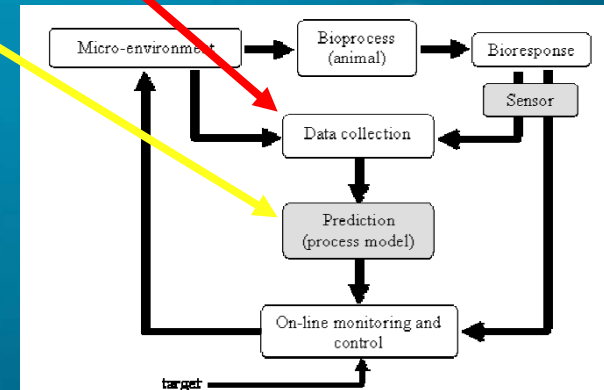 Micro-environment
Bioprocess
(animal)
Bioresponse
Sensor
Data collection
Prediction
(process model)
On-line monitoring and
control
target